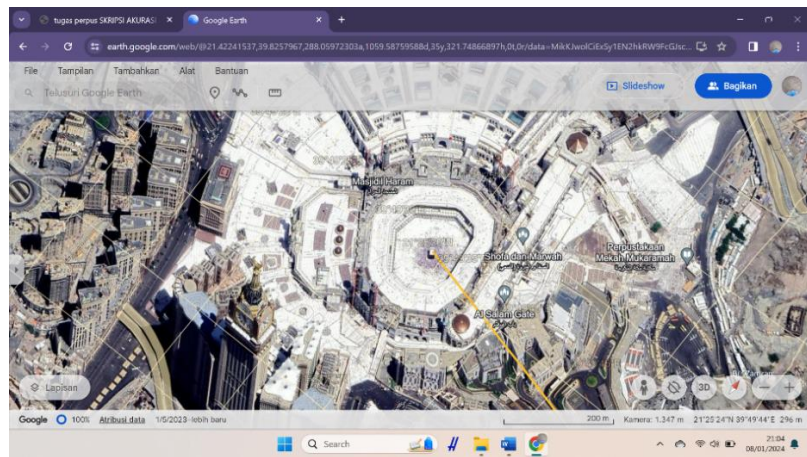 tugas perpus SKRIPSI AKURASI
Google Earth
earth.google.com/web/@21.42241537,39.8257967,288.05972303a,1059.58759588d,35y,321.74866897h,0t,0r/data=MikKJwolCiExSy1EN2hkRW9FcGJsc...
File Tampilan Tambahkan Alat Bantuan
Telusuri Google Earth
Slideshow
Bagikan
Masjidil Haram
المسجد الحرام
Shofa dan Marwah
Perpustakaan
Mekah Mukaramah
Al Salam Gate
Lapisan
3D
Google 100% Atribusi data 1/5/2023-lebih baru
200 m Kamera: 1.347 m 21°25'24"N 39°49'44"E 296 m
Search
21:04
08/01/2024